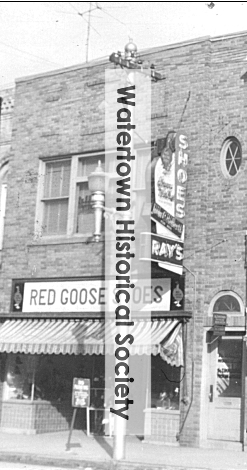 Watertown Historical Society
SHOES
RAY'S
RED GOOSE SHOES